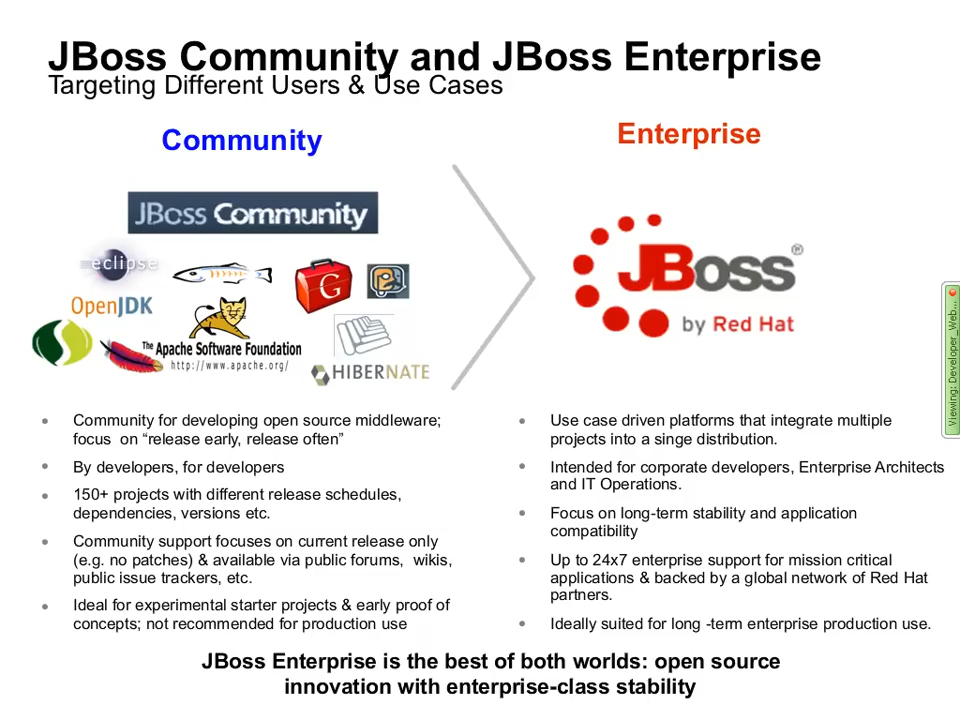 JBoss Community and JBoss Enterprise
Targeting Different Users & Use Cases
Community
JBoss Community
eclipse
OpenJDK
G
The Apache Software Foundation
http://www.apache.org/
HIBERNATE
Enterprise
JBoss®
by Red Hat
• Community for developing open source middleware;
focus on “release early, release often”
• By developers, for developers
• 150+ projects with different release schedules,
dependencies, versions etc.
• Community support focuses on current release only
(e.g. no patches) & available via public forums, wikis,
public issue trackers, etc.
• Ideal for experimental starter projects & early proof of
concepts; not recommended for production use
• Use case driven platforms that integrate multiple
projects into a singe distribution.
• Intended for corporate developers, Enterprise Architects
and IT Operations.
• Focus on long-term stability and application
compatibility
• Up to 24x7 enterprise support for mission critical
applications & backed by a global network of Red Hat
partners.
• Ideally suited for long -term enterprise production use.
JBoss Enterprise is the best of both worlds: open source
innovation with enterprise-class stability
Viewing: Developer_Web...